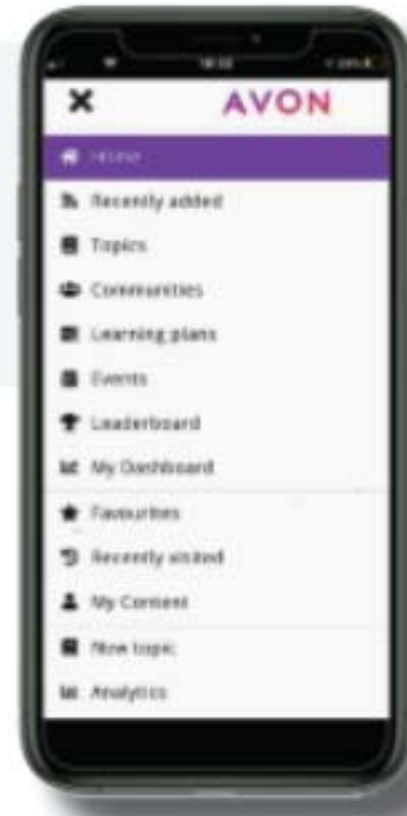 AVON
Home
Recently added
Topics
Communities
Learning plans
Events
Leaderboard
My Dashboard
Favourites
Recently visited
My Content
New topic
Analytics